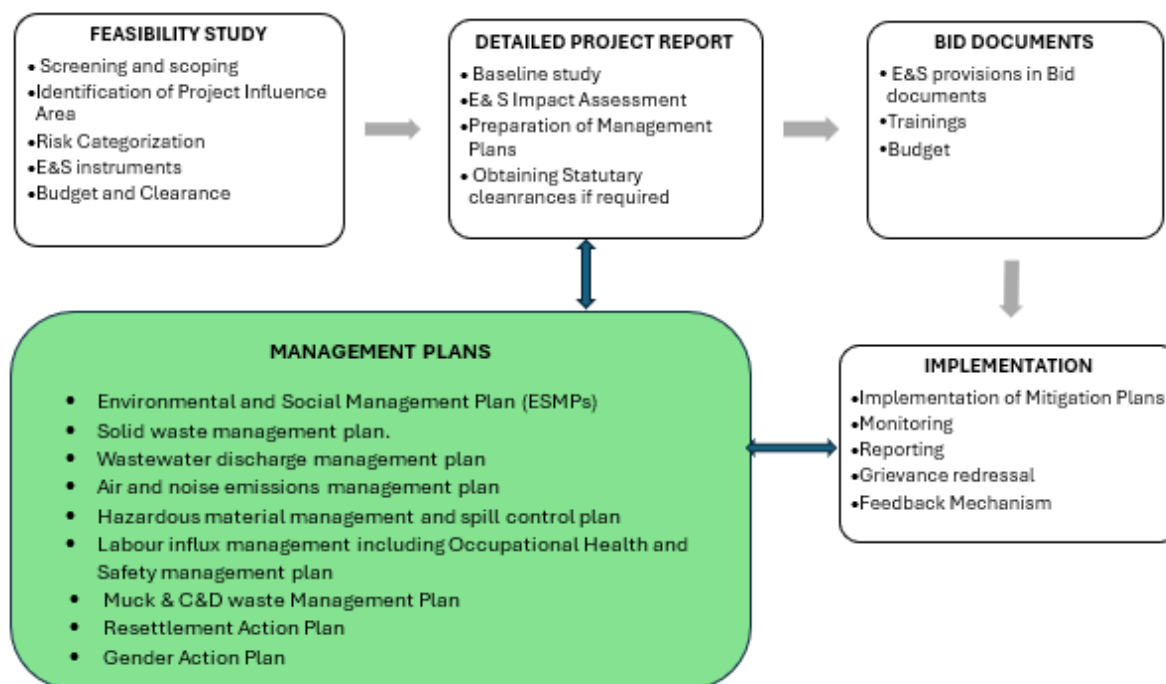 FEASIBILITY STUDY
• Screening and scoping
•Identification of Project Influence
Area
•Risk Categorization
•E&S instruments
•Budget and Clearance
DETAILED PROJECT REPORT
• Baseline study
•E& S Impact Assessment
•Preparation of Management
Plans
• Obtaining Statutary
cleanrances if required
BID DOCUMENTS
• E&S provisions in Bid
documents
•Trainings
•Budget
MANAGEMENT PLANS
• Environmental and Social Management Plan (ESMPs)
• Solid waste management plan.
• Wastewater discharge management plan
• Air and noise emissions management plan
• Hazardous material management and spill control plan
• Labour influx management including Occupational Health and
Safety management plan
• Muck & C&D waste Management Plan
• Resettlement Action Plan
• Gender Action Plan
IMPLEMENTATION
•Implementation of Mitigation Plans
•Monitoring
•Reporting
•Grievance redressal
•Feedback Mechanism